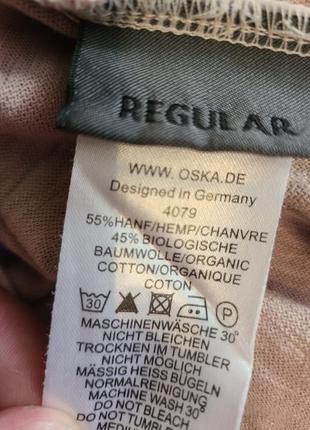 REGULAR
WWW. OSKA.DE
Designed in Germany
4079
55%HANF/HEMP/CHANVRE
45% BIOLOGISCHE
BAUMWOLLE/ORGANIC
COTTON/ORGANIQUE
COTON
30 P
MASCHINENWÄSCHE 30°
NICHT BLEICHEN
TROCKNEN IM TUMBLER
NICHT MÖGLICH
MÄSSIG HEISS BÜGELN
NORMALREINIGUNG
MACHINE WASH 30°
DO NOT BLEACH
DO NOT TUMBLE